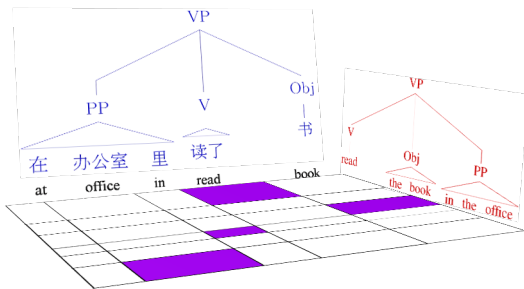 VP
PP V Obj
在 办公室 里 读了 书
at office in read book
VP
V
read Obj PP
the book in the office